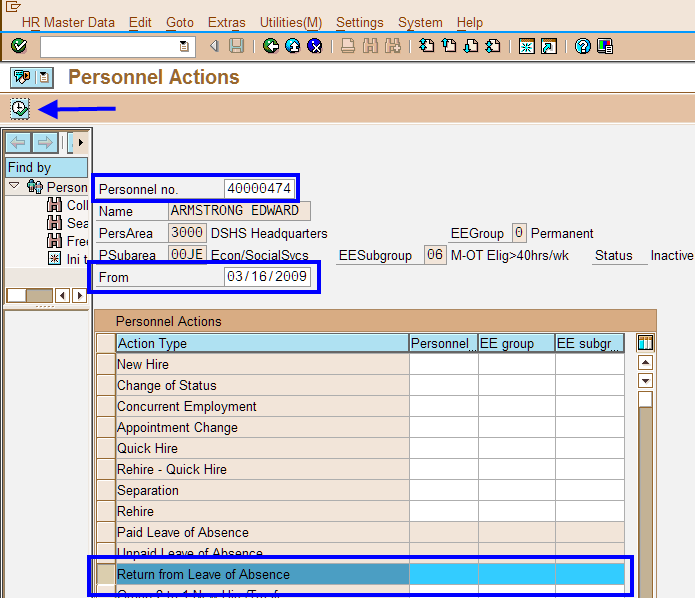 HR Master Data Edit Goto Extras Utilities(M) Settings System Help
Personnel Actions
Find by
Person
Coll
Sea
Free
Ini t
Personnel no. 40000474
Name ARMSTRONG EDWARD
PersArea 3000 DSHS Headquarters EEGroup 0 Permanent
PSubarea 00JE Econ/SocialSvcs EESubgroup 06 M-OT Elig>40hrs/wk Status Inactive
From 03/16/2009
Personnel Actions
Action Type Personnel... EE group EE subgr...
New Hire
Change of Status
Concurrent Employment
Appointment Change
Quick Hire
Rehire - Quick Hire
Separation
Rehire
Paid Leave of Absence
Unpaid Leave of Absence
Return from Leave of Absence